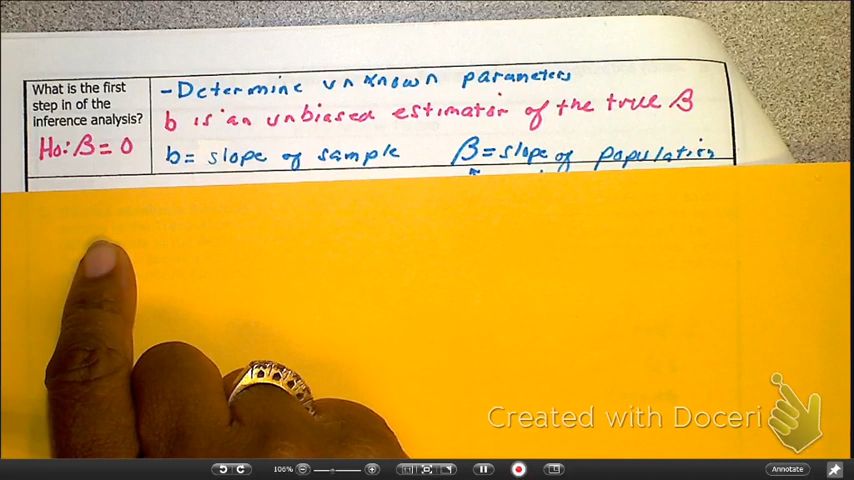 What is the first
step in of the
inference analysis?
Ho: β = 0
- Determine unknown parameters
b is an unbiased estimator of the true β
b = slope of sample β = slope of population
Created with Doceri
106%
Annotate